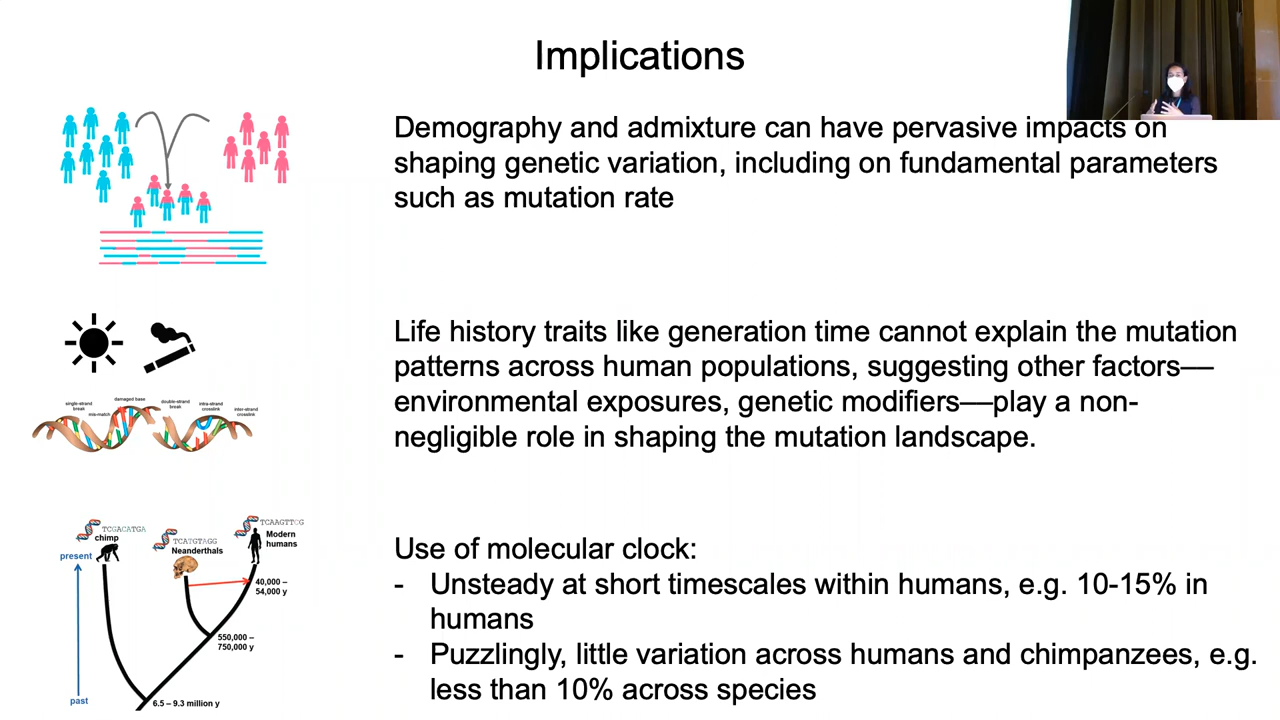 Implications
Demography and admixture can have pervasive impacts on
shaping genetic variation, including on fundamental parameters
such as mutation rate
Life history traits like generation time cannot explain the mutation
patterns across human populations, suggesting other factors—
environmental exposures, genetic modifiers—play a non-
negligible role in shaping the mutation landscape.
single-strand
break
mis-match
damaged base
double-strand
break
intra-strand
crosslink
inter-strand
crosslink
Use of molecular clock:
- Unsteady at short timescales within humans, e.g. 10-15% in
humans
- Puzzlingly, little variation across humans and chimpanzees, e.g.
less than 10% across species
TCGACATGA
chimp
TCATGTAGG
Neanderthals
TCAAGTTCG
Modern
humans
present
40,000 –
54,000 y
550,000 –
750,000 y
past
6.5 – 9.3 million y